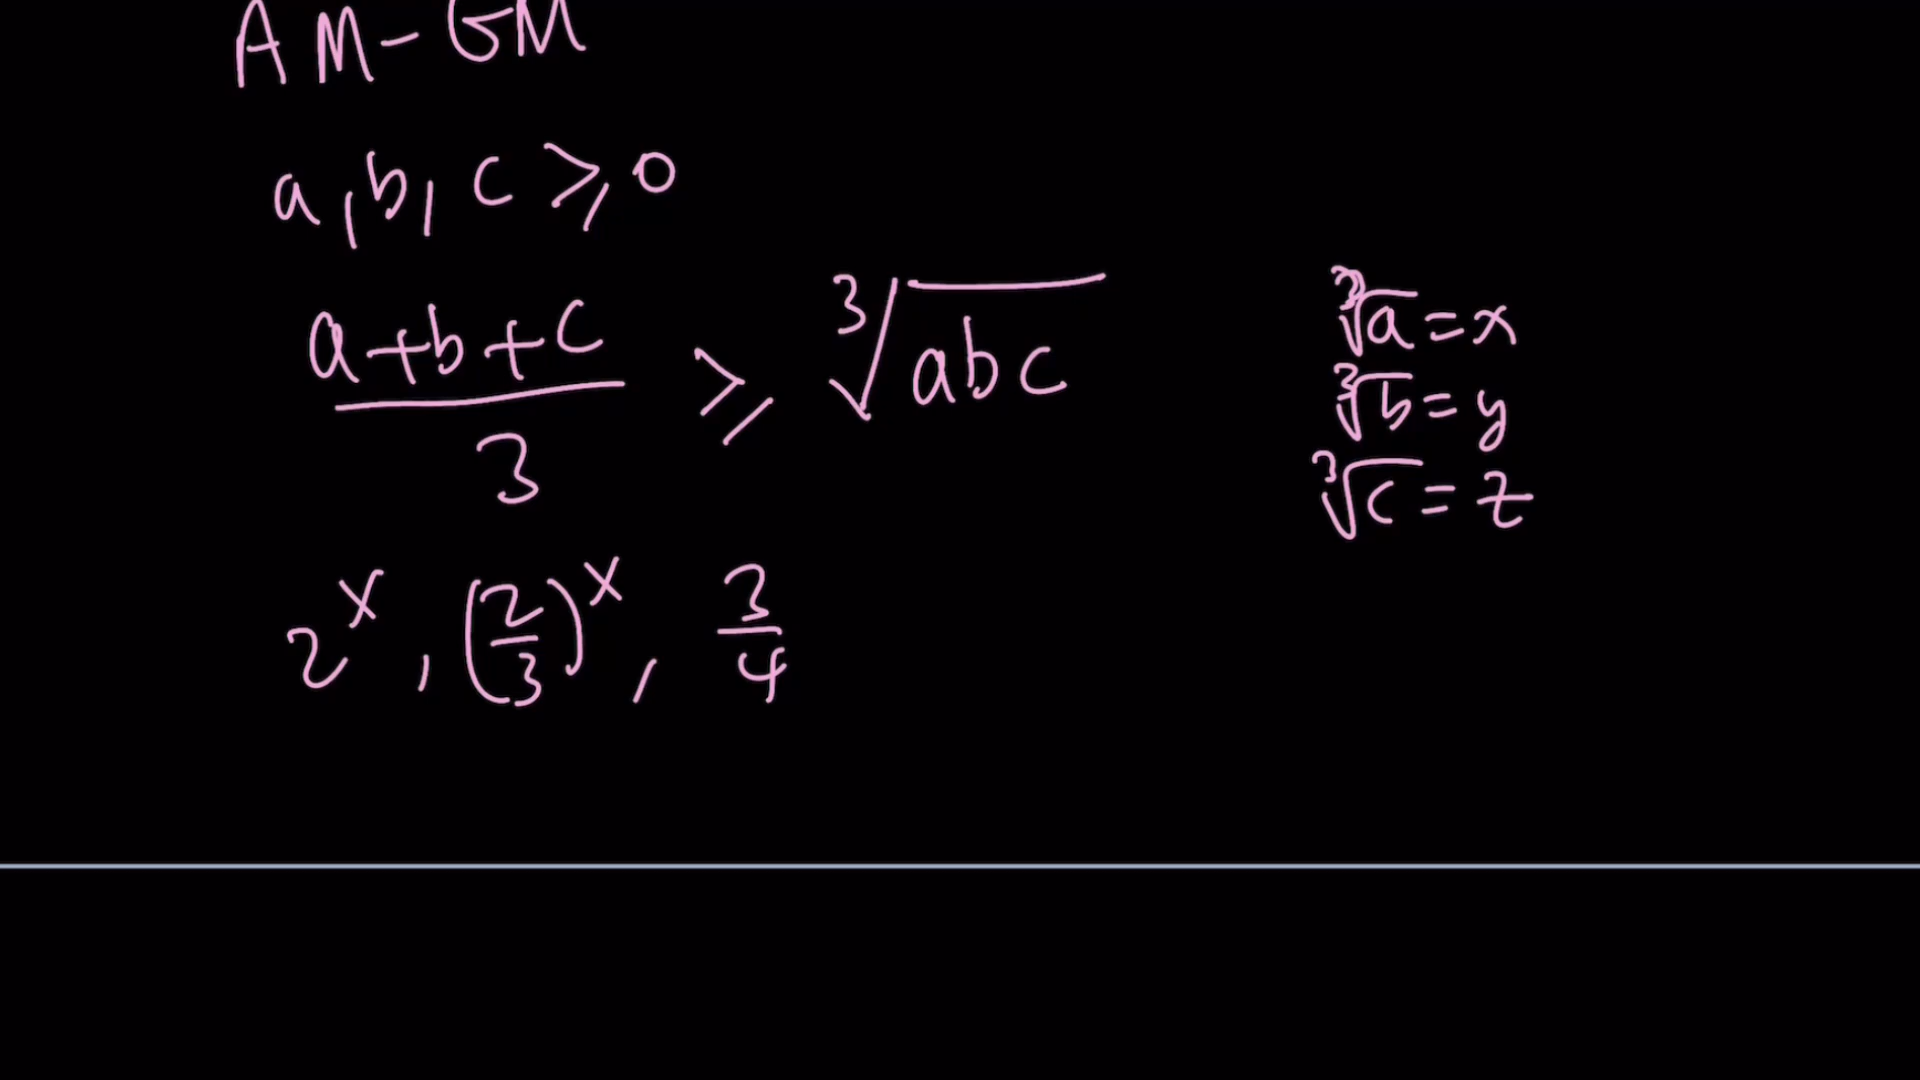 AM-GM
a, b, c ⩾ 0
(a+b+c)/3 ⩾ ∛(abc)
∛a = x
∛b = y
∛c = z
2^x, (2/3)^x, 3/4